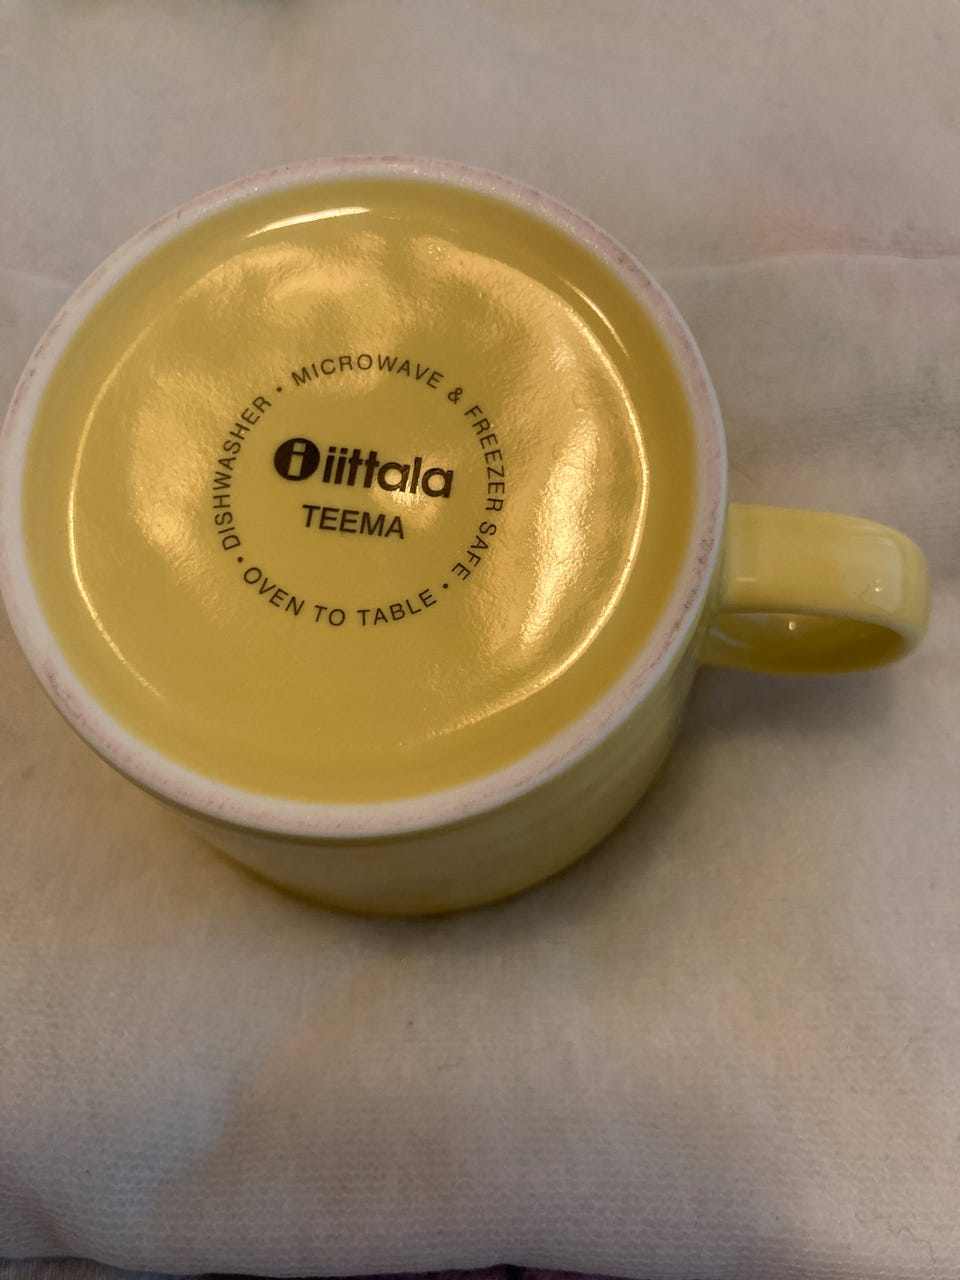 i iittala
TEEMA
DISHWASHER • MICROWAVE & FREEZER SAFE • OVEN TO TABLE •